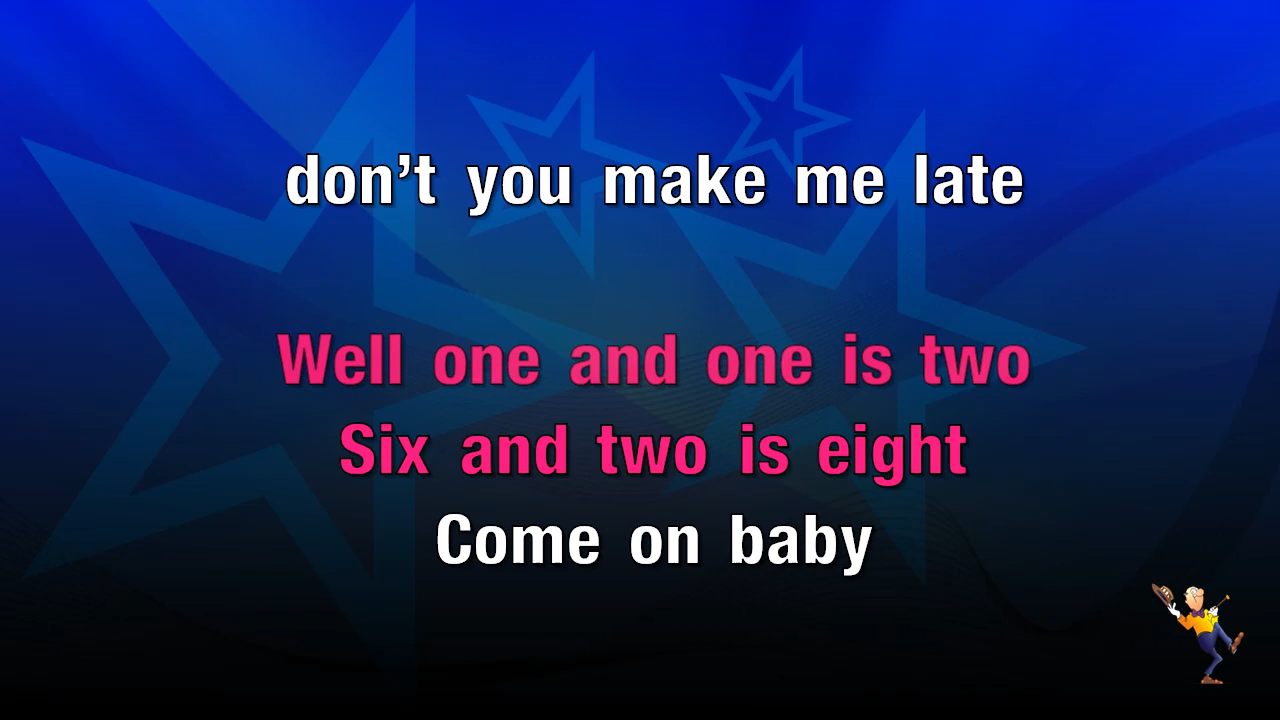 don’t you make me late
Well one and one is two
Six and two is eight
Come on baby